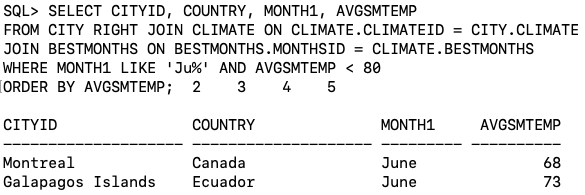 SQL> SELECT CITYID, COUNTRY, MONTH1, AVGSMTEMP
FROM CITY RIGHT JOIN CLIMATE ON CLIMATE.CLIMATEID = CITY.CLIMATE
JOIN BESTMONTHS ON BESTMONTHS.MONTHSID = CLIMATE.BESTMONTHS
WHERE MONTH1 LIKE 'Ju%' AND AVGSMTEMP < 80
ORDER BY AVGSMTEMP;  2    3    4    5
CITYID COUNTRY MONTH1 AVGSMTEMP
-------------------- -------------------- --------- ----------
Montreal Canada June 68
Galapagos Islands Ecuador June 73